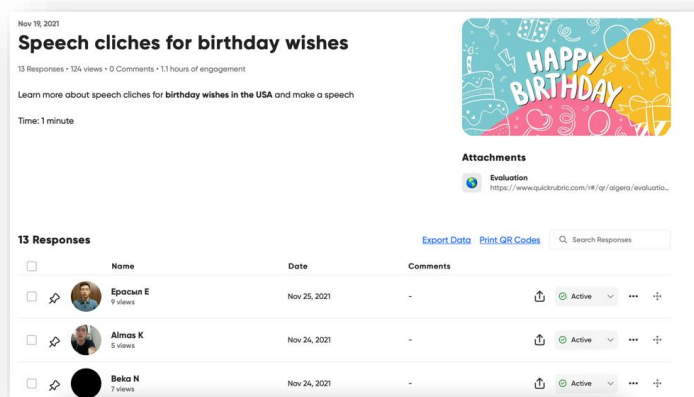 Nov 19, 2021
Speech cliches for birthday wishes
13 Responses • 124 views • 0 Comments • 1.1 hours of engagement
Learn more about speech cliches for birthday wishes in the USA and make a speech
Time: 1 minute
HAPPY
BIRTHDAY
Attachments
Evaluation
https://www.quickrubric.com/r#/qr/aigera/evaluatio...
13 Responses
Export Data Print QR Codes Search Responses
Name Date Comments
Ерасыл Е Nov 25, 2021 - Active
9 views
Almas K Nov 24, 2021 - Active
5 views
Beka N Nov 24, 2021 - Active
7 views